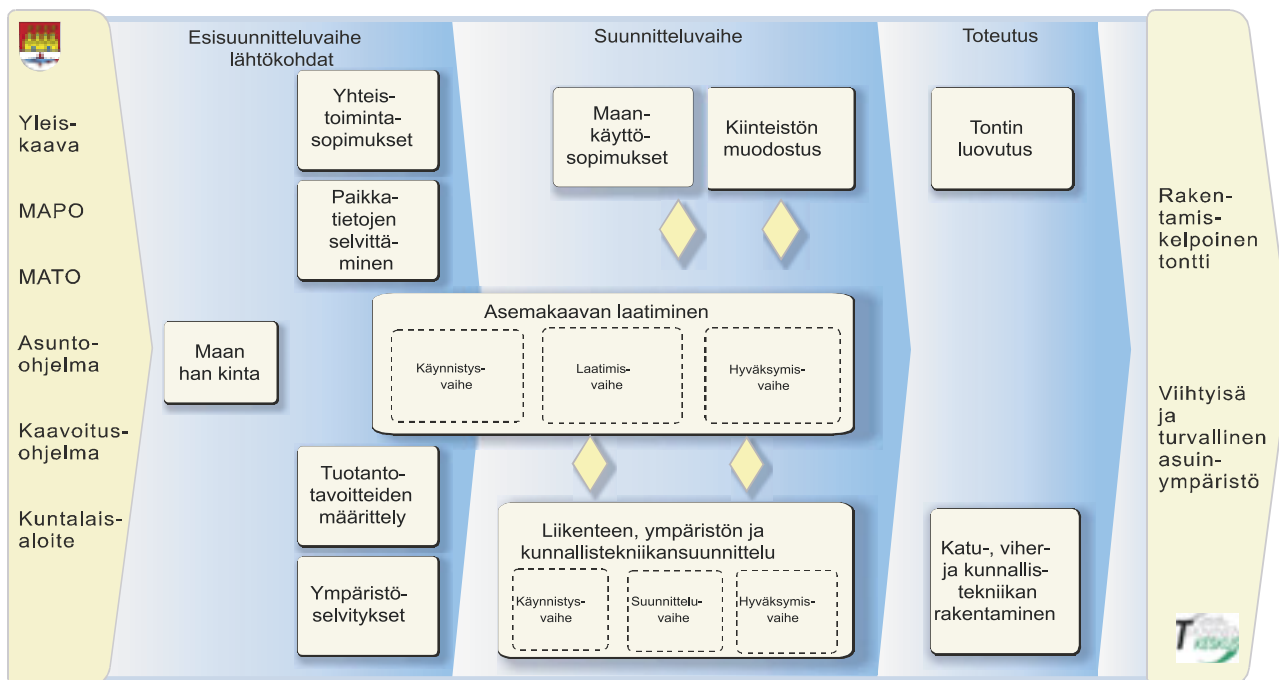 Esisuunnitteluvaihe
lähtökohdat
Suunnitteluvaihe
Toteutus
Yleis-
kaava
MAPO
MATO
Asunto-
ohjelma
Kaavoitus-
ohjelma
Kuntalais-
aloite
Maan
han kinta
Yhteis-
toiminta-
sopimukset
Paikka-
tietojen
selvittä-
minen
Tuotanto-
tavoitteiden
määrittely
Ympäristö-
selvitykset
Maan-
käyttö-
sopimukset
Kiinteistön
muodostus
Asemakaavan laatiminen
Käynnistys-
vaihe
Laatimis-
vaihe
Hyväksymis-
vaihe
Liikenteen, ympäristön ja
kunnallistekniikansuunnittelu
Käynnistys-
vaihe
Suunnittelu-
vaihe
Hyväksymis-
vaihe
Tontin
luovutus
Katu-, viher-
ja kunnallis-
tekniikan
rakentaminen
Raken-
tamis-
kelpoinen
tontti
Viihtyisä
ja
turvallinen
asuin-
ympäristö
T
KESKUS